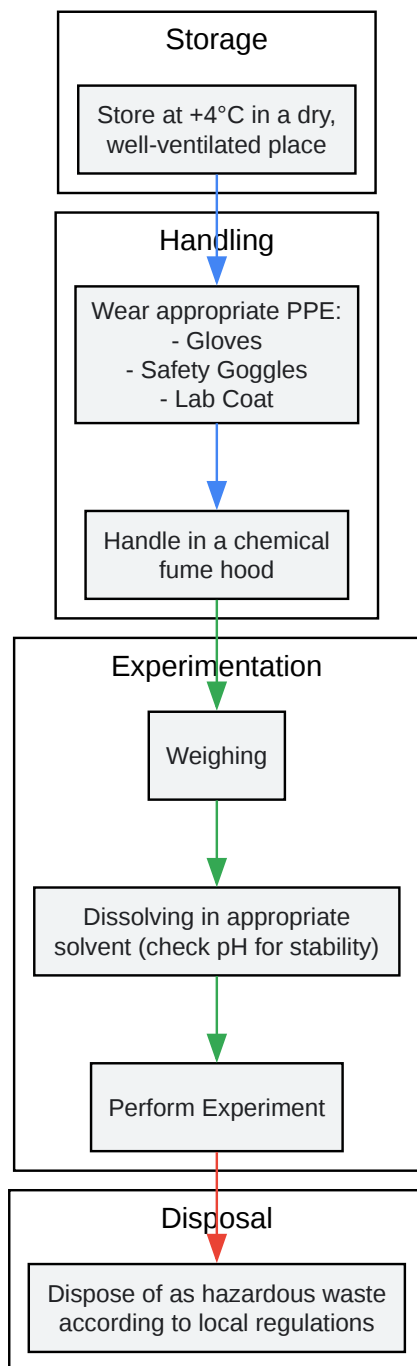 Storage
Store at +4°C in a dry,
well-ventilated place
Handling
Wear appropriate PPE:
- Gloves
- Safety Goggles
- Lab Coat
Handle in a chemical
fume hood
Experimentation
Weighing
Dissolving in appropriate
solvent (check pH for stability)
Perform Experiment
Disposal
Dispose of as hazardous waste
according to local regulations